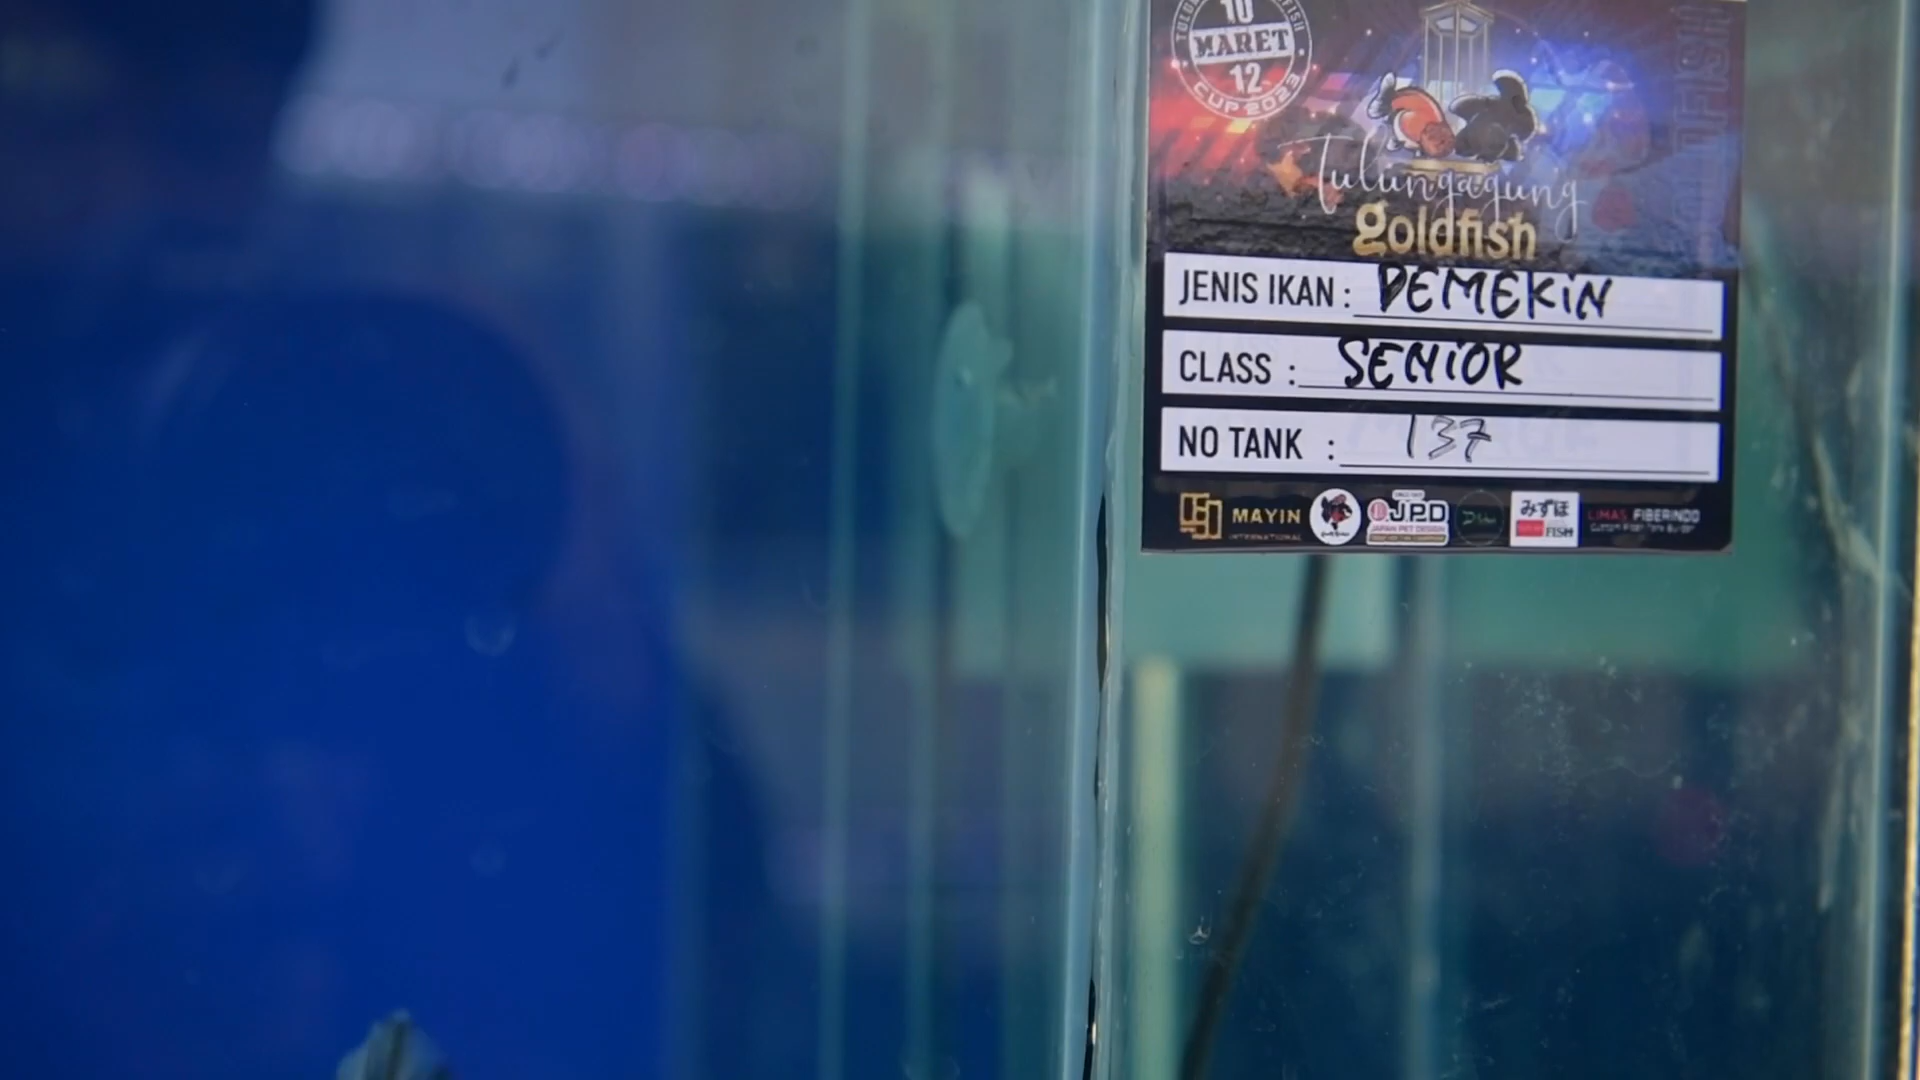 10
MARET
12
CUP 2023
Tulungagung
goldfish
JENIS IKAN : DEMEKIN
CLASS : SENIOR
NO TANK : 137
MAYIN
INTERNATIONAL
JPD
JAPAN PET DESIGN
みずほ
FISH
LIMAS FIBERINDO